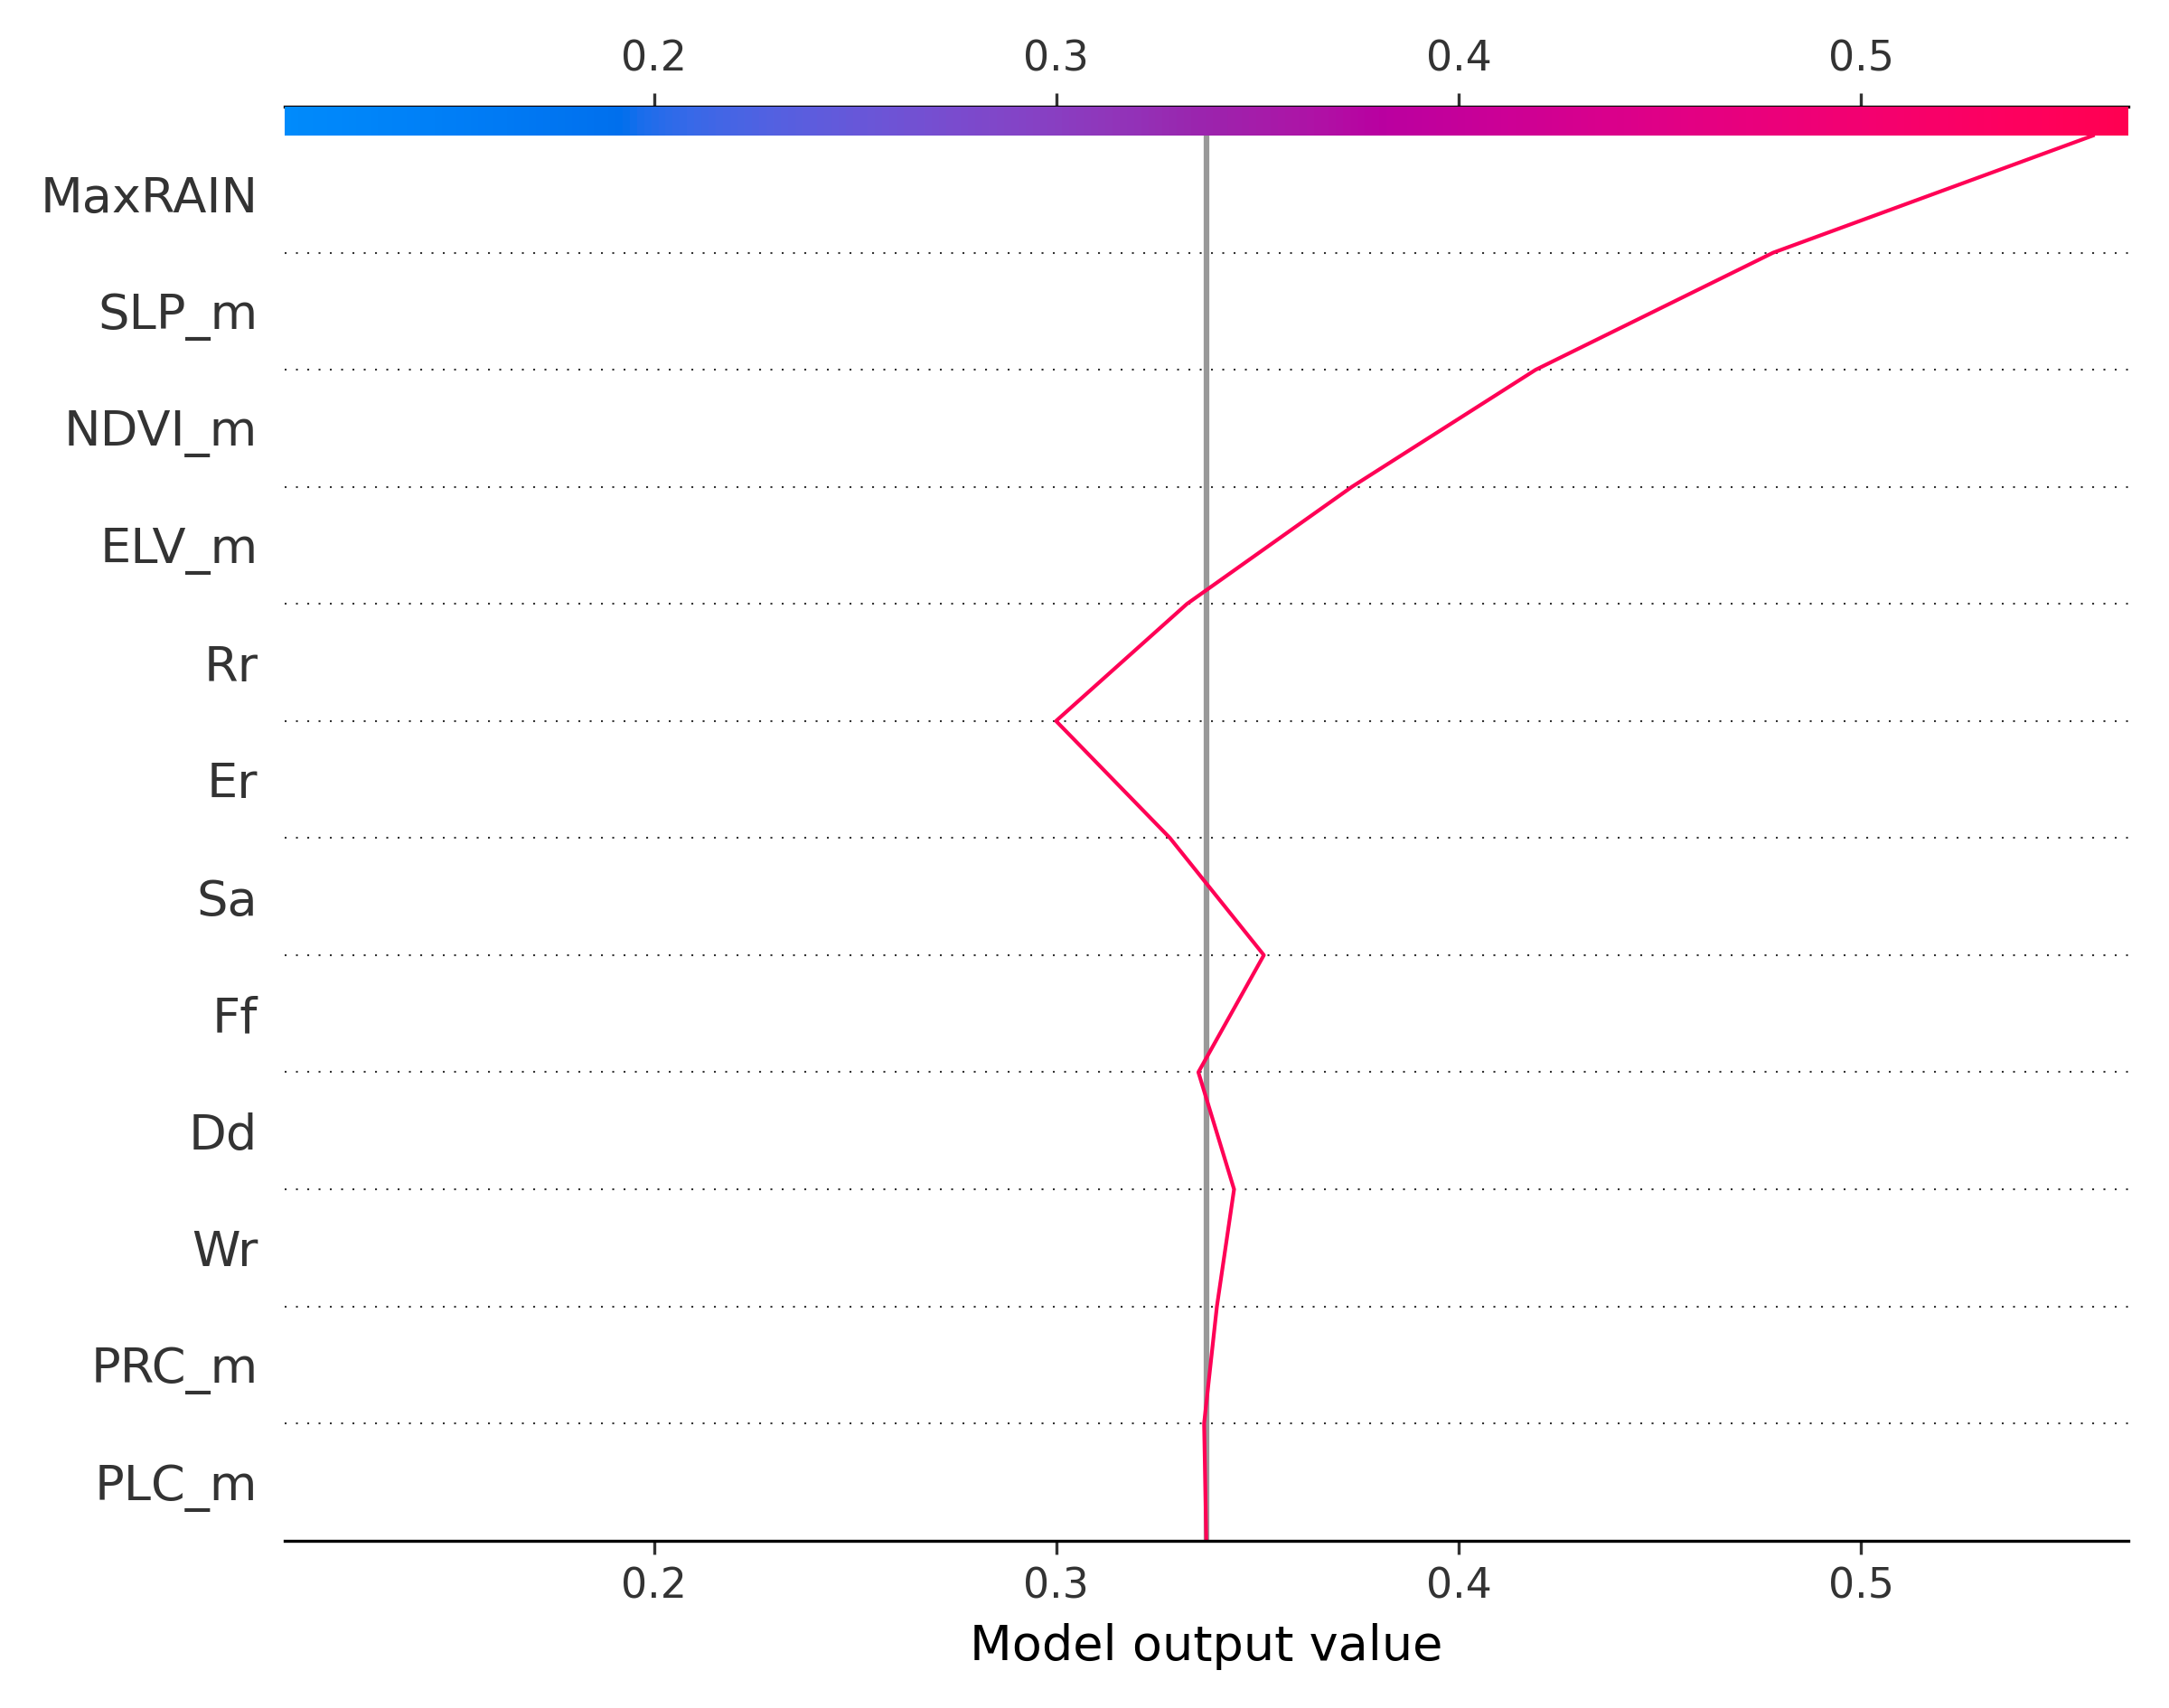 0.2 0.3 0.4 0.5
MaxRAIN
SLP_m
NDVI_m
ELV_m
Rr
Er
Sa
Ff
Dd
Wr
PRC_m
PLC_m
0.2 0.3 0.4 0.5
Model output value